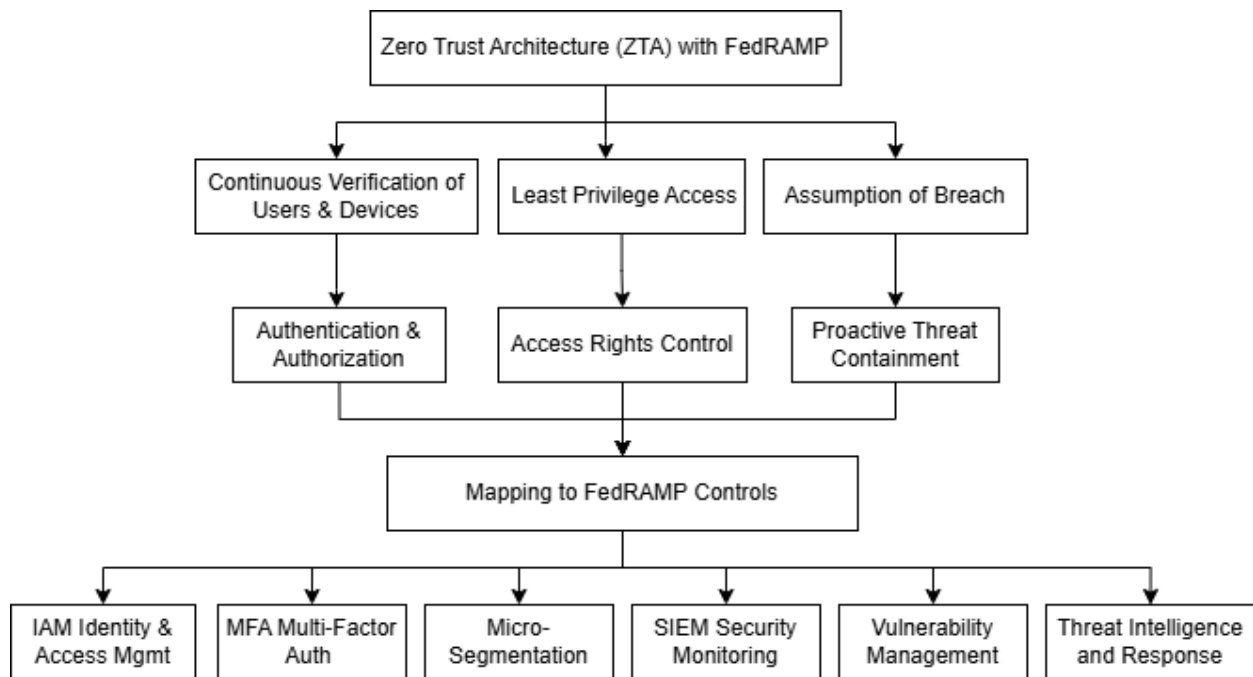 Zero Trust Architecture (ZTA) with FedRAMP
Continuous Verification of
Users & Devices
Least Privilege Access
Assumption of Breach
Authentication &
Authorization
Access Rights Control
Proactive Threat
Containment
Mapping to FedRAMP Controls
IAM Identity &
Access Mgmt
MFA Multi-Factor
Auth
Micro-
Segmentation
SIEM Security
Monitoring
Vulnerability
Management
Threat Intelligence
and Response